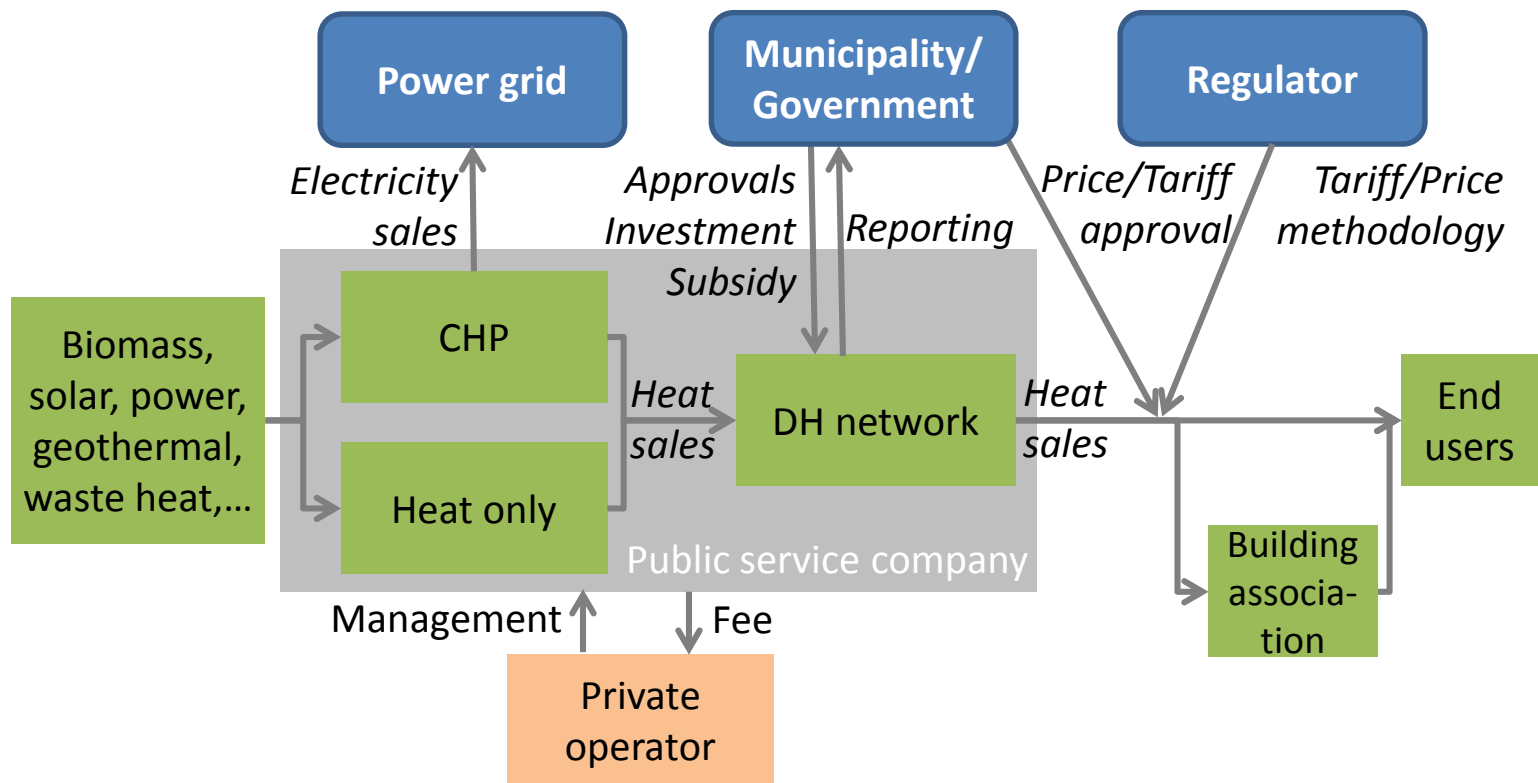 Power grid
Municipality/
Government
Regulator
Electricity
sales
Approvals
Investment
Subsidy
Reporting
Price/Tariff
approval
Tariff/Price
methodology
Biomass,
solar, power,
geothermal,
waste heat,...
CHP
Heat only
Heat
sales
DH network
Heat
sales
End
users
Public service company
Building
associa-
tion
Management
Fee
Private
operator